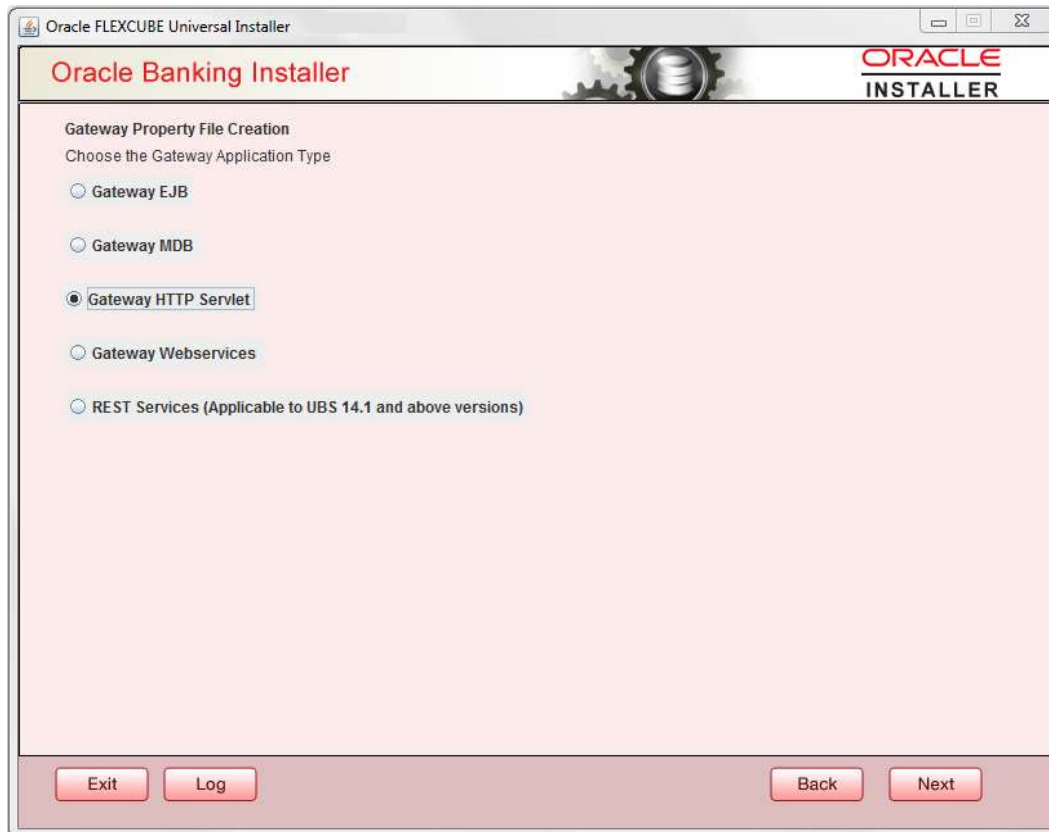 Oracle FLEXCUBE Universal Installer
Oracle Banking Installer
ORACLE
INSTALLER
Gateway Property File Creation
Choose the Gateway Application Type
Gateway EJB
Gateway MDB
Gateway HTTP Servlet
Gateway Webservices
REST Services (Applicable to UBS 14.1 and above versions)
Exit Log Back Next